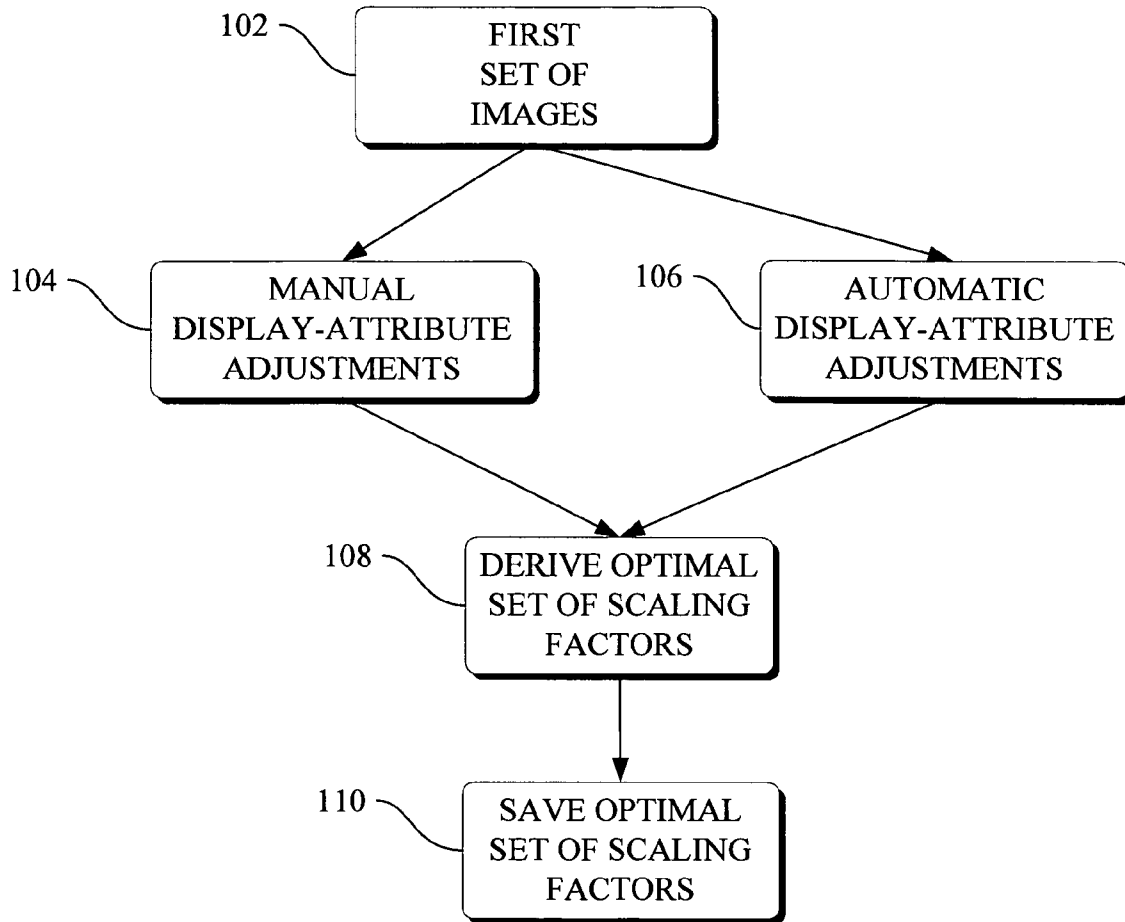 102
FIRST
SET OF
IMAGES
104
MANUAL
DISPLAY-ATTRIBUTE
ADJUSTMENTS
106
AUTOMATIC
DISPLAY-ATTRIBUTE
ADJUSTMENTS
108
DERIVE OPTIMAL
SET OF SCALING
FACTORS
110
SAVE OPTIMAL
SET OF SCALING
FACTORS